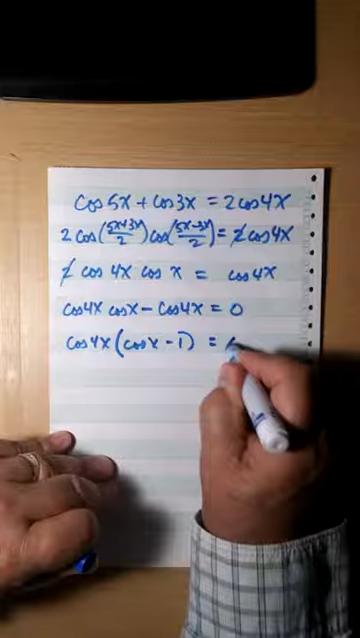 cos 5x + cos 3x = 2 cos 4x
2 cos(5x+3x/2) cos(5x-3x/2) = 2 cos 4x
2 cos 4x cos x = cos 4x
cos 4x cos x - cos 4x = 0
cos 4x (cos x - 1) =